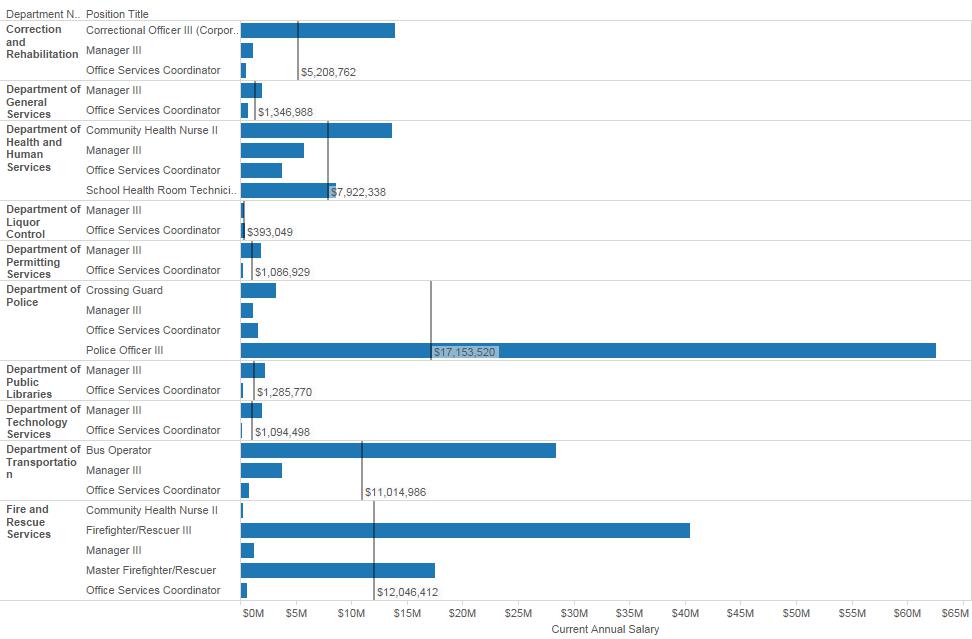 Department N.. Position Title
Correction and Rehabilitation
Correctional Officer III (Corpor..
Manager III
Office Services Coordinator
$5,208,762
Department of General Services
Manager III
Office Services Coordinator
$1,346,988
Department of Health and Human Services
Community Health Nurse II
Manager III
Office Services Coordinator
School Health Room Technici..
$7,922,338
Department of Liquor Control
Manager III
Office Services Coordinator
$393,049
Department of Permitting Services
Manager III
Office Services Coordinator
$1,086,929
Department of Police
Crossing Guard
Manager III
Office Services Coordinator
Police Officer III
$17,153,520
Department of Public Libraries
Manager III
Office Services Coordinator
$1,285,770
Department of Technology Services
Manager III
Office Services Coordinator
$1,094,498
Department of Transportatio n
Bus Operator
Manager III
Office Services Coordinator
$11,014,986
Fire and Rescue Services
Community Health Nurse II
Firefighter/Rescuer III
Manager III
Master Firefighter/Rescuer
Office Services Coordinator
$12,046,412
$0M $5M $10M $15M $20M $25M $30M $35M $40M $45M $50M $55M $60M $65M
Current Annual Salary